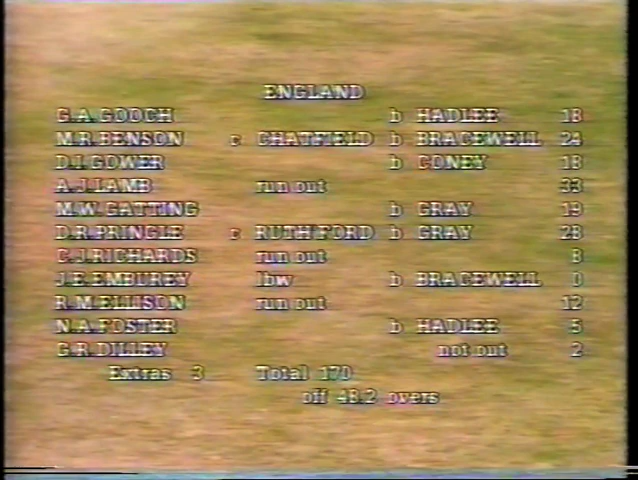 ENGLAND
G.A.GOOCH b HADLEE 18
M.R.BENSON c CHATFIELD b BRACEWELL 24
D.I.GOWER b CONEY 18
A.J.LAMB run out 33
M.W.GATTING b GRAY 19
D.R.PRINGLE c RUTHFORD b GRAY 28
C.J.RICHARDS run out 8
J.E.EMBUREY lbw b BRACEWELL 0
R.M.ELLISON run out 12
N.A.FOSTER b HADLEE 5
G.R.DILLEY not out 2
Extras 3 Total 170
off 48.2 overs